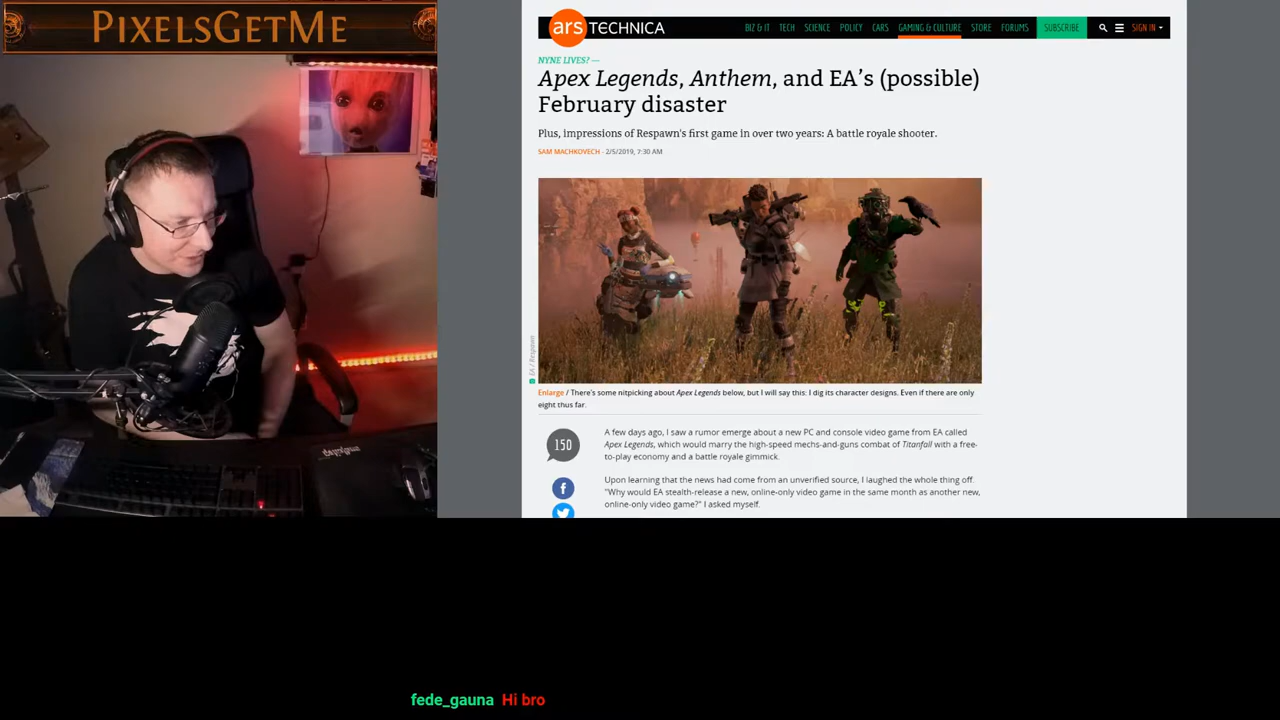 PIXELSGETME
ars TECHNICA
BIZ & IT TECH SCIENCE POLICY CARS GAMING & CULTURE STORE FORUMS SUBSCRIBE SIGN IN
NYNE LIVES? —
Apex Legends, Anthem, and EA's (possible)
February disaster
Plus, impressions of Respawn's first game in over two years: A battle royale shooter.
SAM MACHKOVECH - 2/5/2019, 7:30 AM
EA / Respawn
Enlarge / There's some nitpicking about Apex Legends below, but I will say this: I dig its character designs. Even if there are only
eight thus far.
150
A few days ago, I saw a rumor emerge about a new PC and console video game from EA called
Apex Legends, which would marry the high-speed mechs-and-guns combat of Titanfall with a free-
to-play economy and a battle royale gimmick.
Upon learning that the news had come from an unverified source, I laughed the whole thing off.
"Why would EA stealth-release a new, online-only video game in the same month as another new,
online-only video game?" I asked myself.
fede_gauna Hi bro